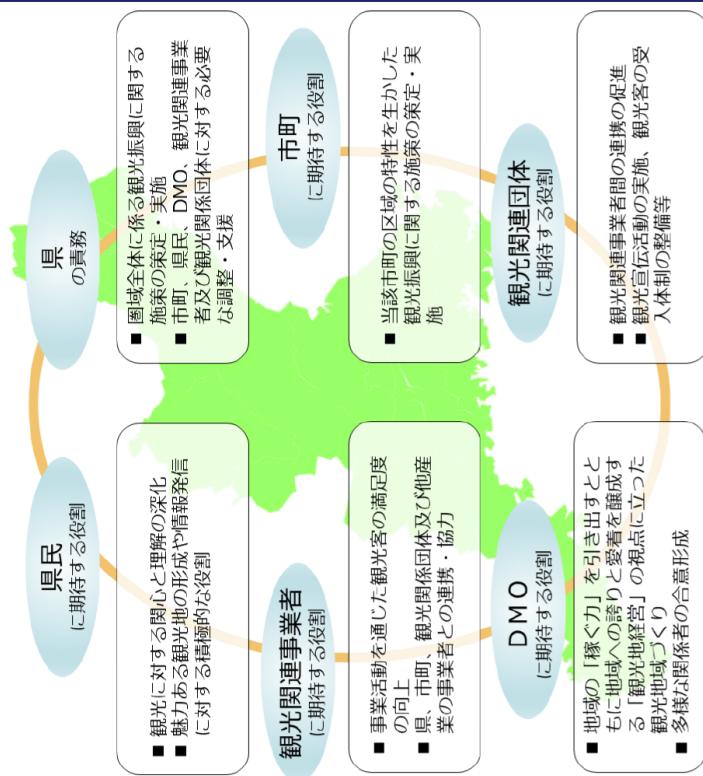 県民
に期待する役割
■ 観光に対する関心と理解の深化
■ 魅力ある観光地の形成や情報発信
に対する積極的な役割
県
の責務
■ 圏域全体に係る観光振興に関する
施策の策定・実施
■ 市町、県民、DMO、観光関連事業
者及び観光関係団体に対する必要
な調整・支援
観光関連事業者
に期待する役割
■ 事業活動を通じた観光客の満足度
の向上
■ 県、市町、観光関係団体及び他産
業の事業者との連携・協力
市町
に期待する役割
■ 当該市町の区域の特性を生かした
観光振興に関する施策の策定・実
施
DMO
に期待する役割
■ 地域の「稼ぐ力」を引き出すとと
もに地域への誇りと愛着を醸成す
る「観光地経営」の視点に立った
観光地域づくり
■ 多様な関係者の合意形成
観光関連団体
に期待する役割
■ 観光関連事業者間の連携の促進
■ 観光宣伝活動の実施、観光客の受
入体制の整備等